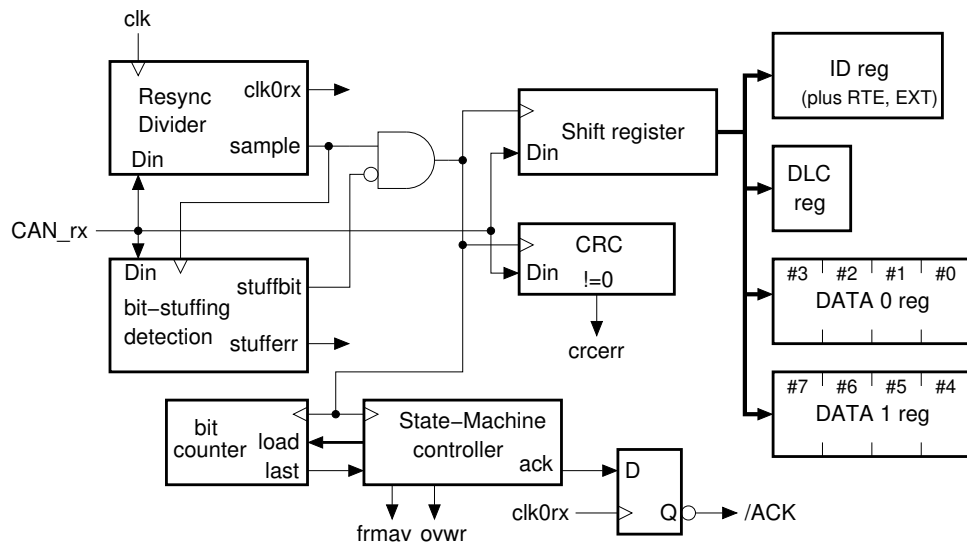 clk
Resync
Divider
clk0rx
sample
Din
CAN_rx
Din
stuffbit
bit−stuffing
detection
stufferr
Shift register
Din
CRC
Din
!=0
crcerr
ID reg
(plus RTE, EXT)
DLC
reg
#3 #2 #1 #0
DATA 0 reg
#7 #6 #5 #4
DATA 1 reg
bit
counter
load
last
State−Machine
controller
ack
frmav ovwr
clk0rx
D
Q
/ACK